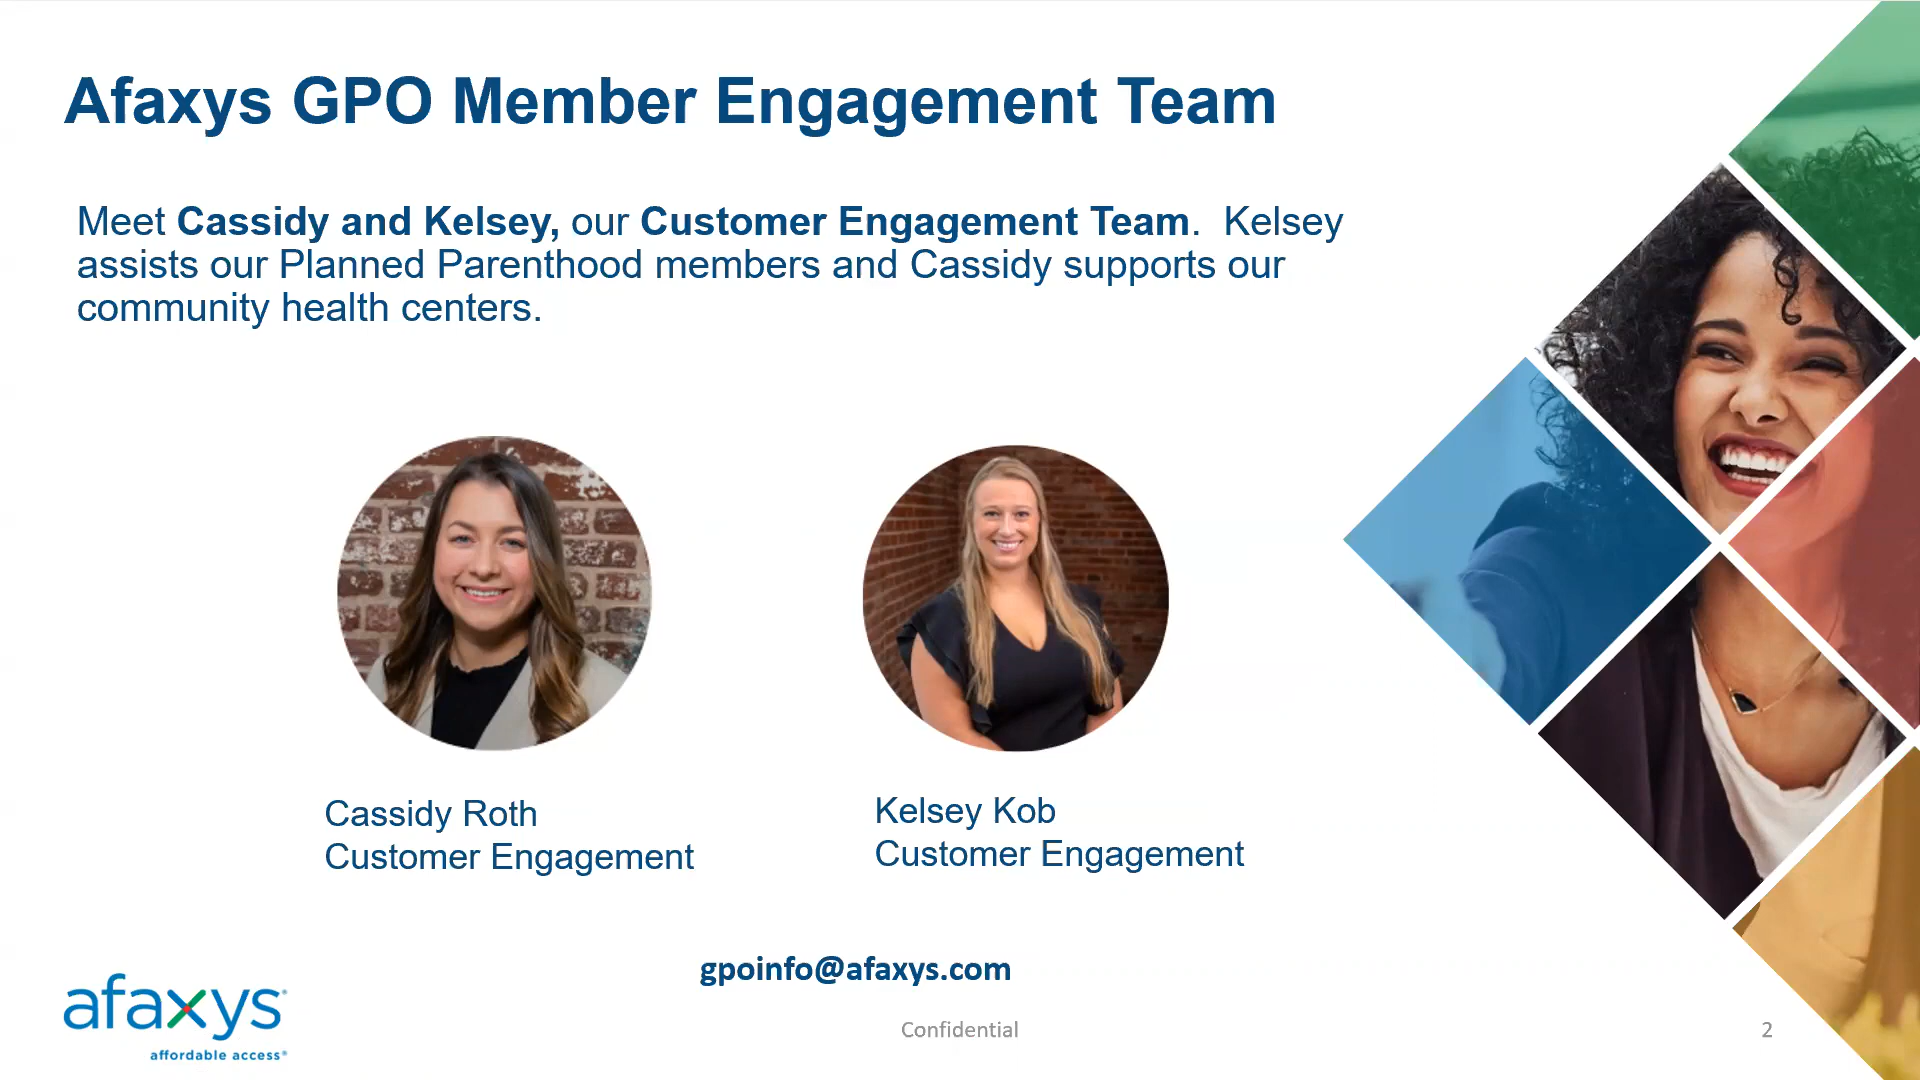 Afaxys GPO Member Engagement Team
Meet Cassidy and Kelsey, our Customer Engagement Team.  Kelsey
assists our Planned Parenthood members and Cassidy supports our
community health centers.
Cassidy Roth
Customer Engagement
Kelsey Kob
Customer Engagement
gpoinfo@afaxys.com
afaxys®
affordable access®
Confidential
2